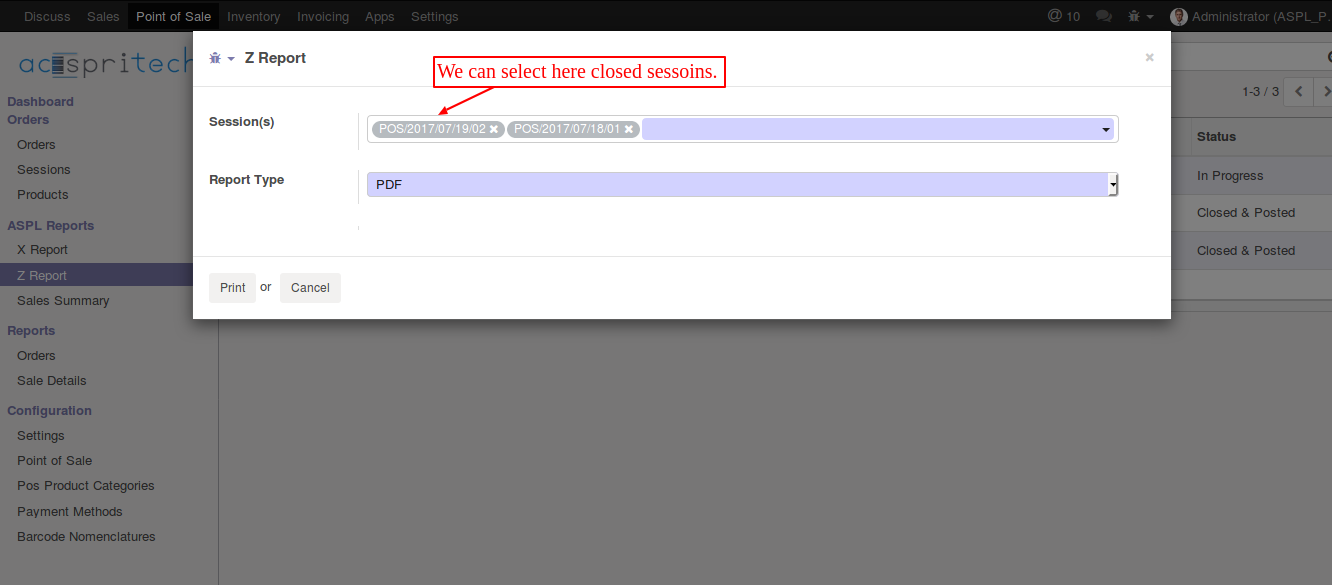 Discuss Sales Point of Sale Inventory Invoicing Apps Settings @ 10 Administrator (ASPL_P...
acespritech
Z Report ×
We can select here closed sessoins.
1-3 / 3
Dashboard
Orders
Session(s) POS/2017/07/19/02 × POS/2017/07/18/01 ×
Status
Orders
Sessions
In Progress
Report Type PDF
Products
Closed & Posted
ASPL Reports
X Report
Closed & Posted
Z Report
Print or Cancel
Sales Summary
Reports
Orders
Sale Details
Configuration
Settings
Point of Sale
Pos Product Categories
Payment Methods
Barcode Nomenclatures